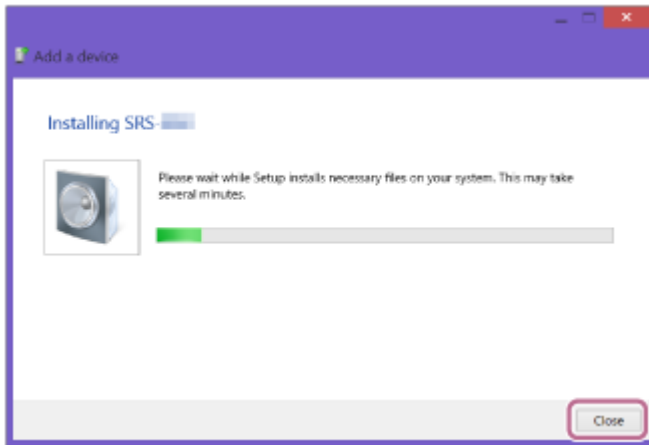 Add a device
Installing SRS-
Please wait while Setup installs necessary files on your system. This may take
several minutes.
Close